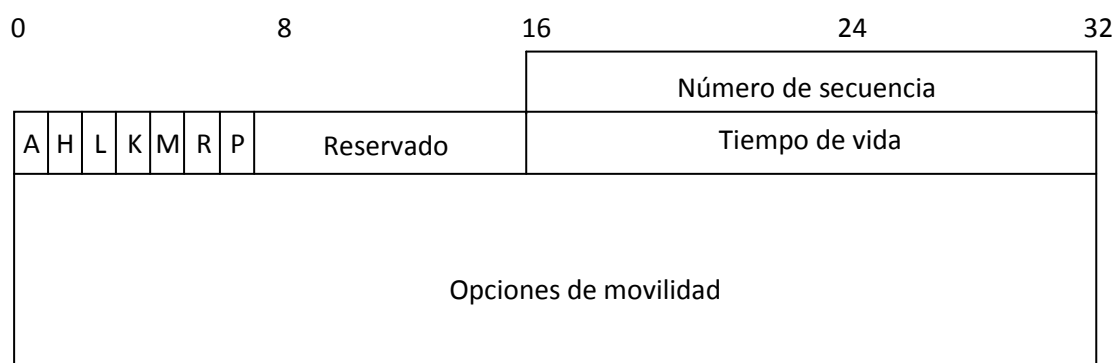 0 8 16 24 32
Número de secuencia
A H L K M R P Reservado Tiempo de vida
Opciones de movilidad